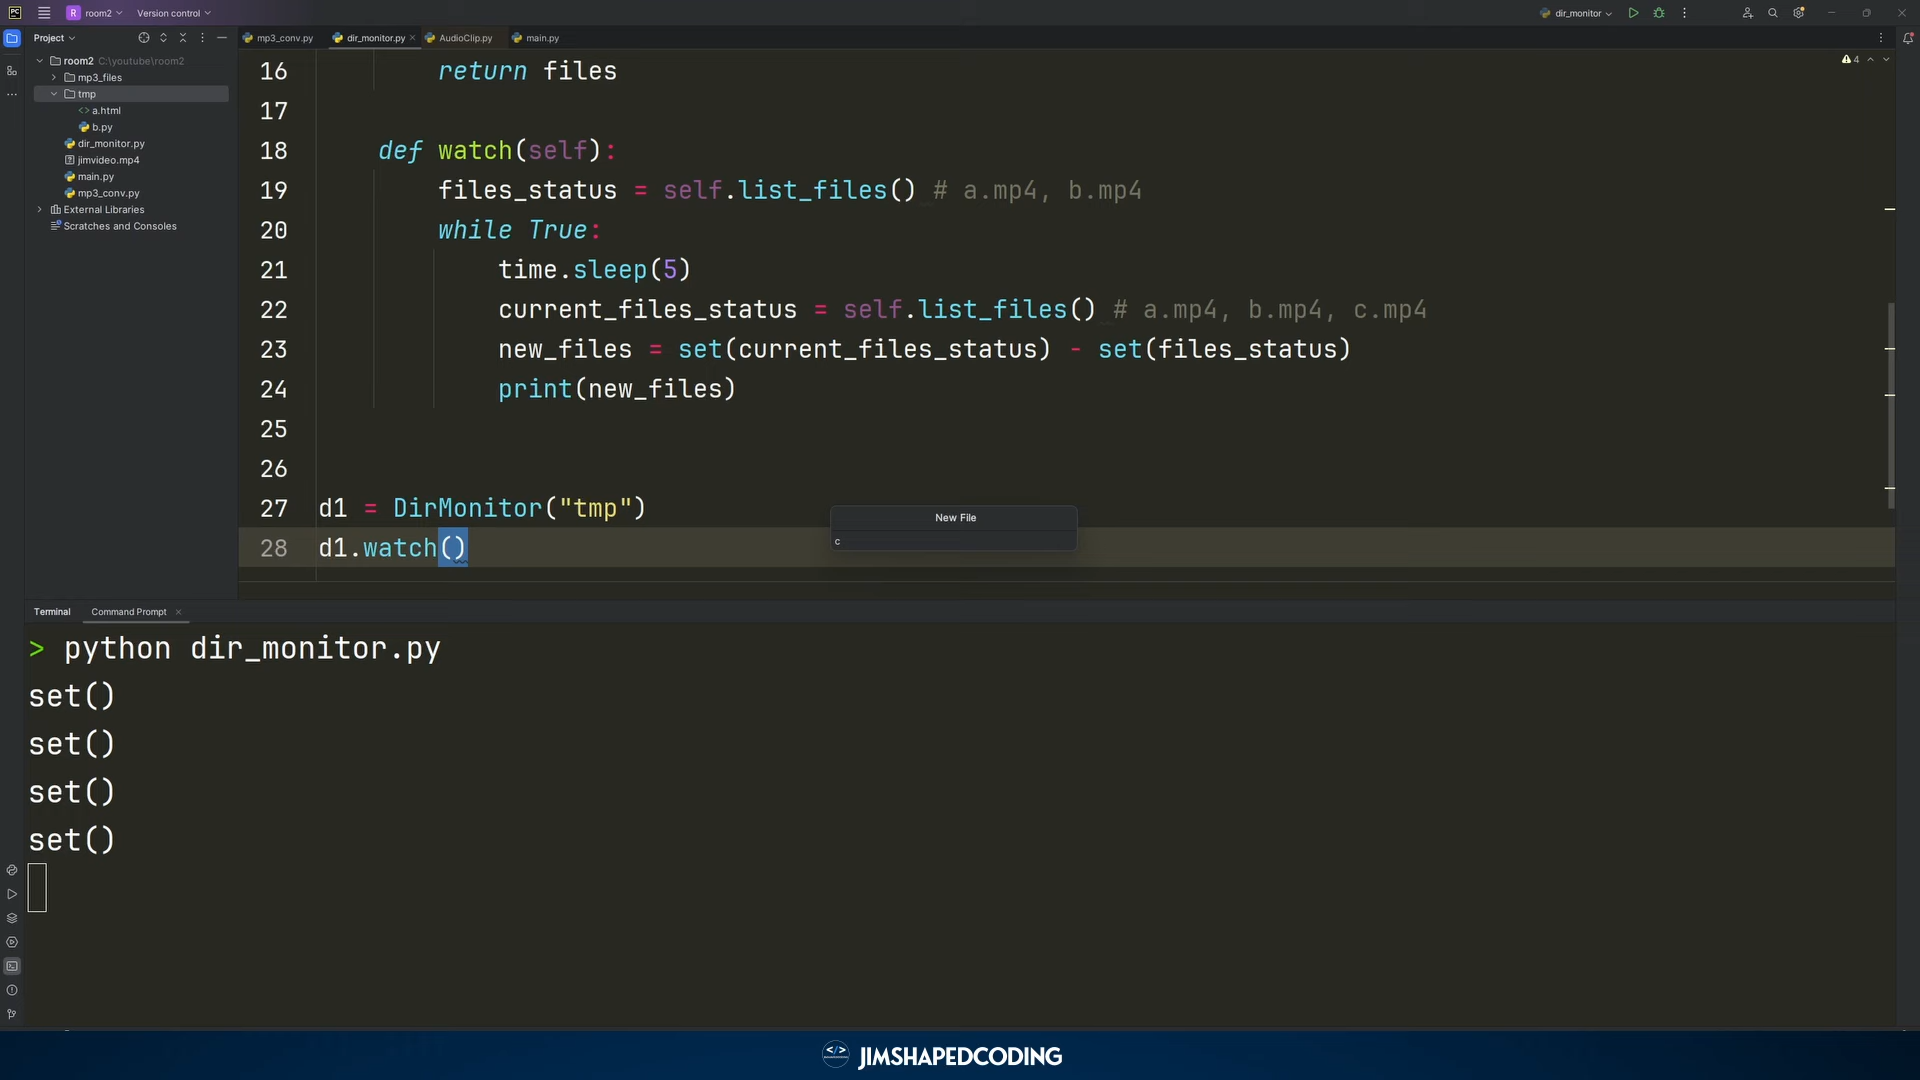 PC
R room2
Version control
dir_monitor
Project
mp3_conv.py
dir_monitor.py
AudioClip.py
main.py
room2 C:\youtube\room2
mp3_files
tmp
a.html
b.py
dir_monitor.py
jimvideo.mp4
main.py
mp3_conv.py
External Libraries
Scratches and Consoles
4
16 return files
17
18 def watch(self):
19 files_status = self.list_files() # a.mp4, b.mp4
20 while True:
21 time.sleep(5)
22 current_files_status = self.list_files() # a.mp4, b.mp4, c.mp4
23 new_files = set(current_files_status) - set(files_status)
24 print(new_files)
25
26
27 d1 = DirMonitor("tmp")
28 d1.watch()
New File
c
Terminal
Command Prompt
> python dir_monitor.py
set()
set()
set()
set()
</> JIMSHAPEDCODING